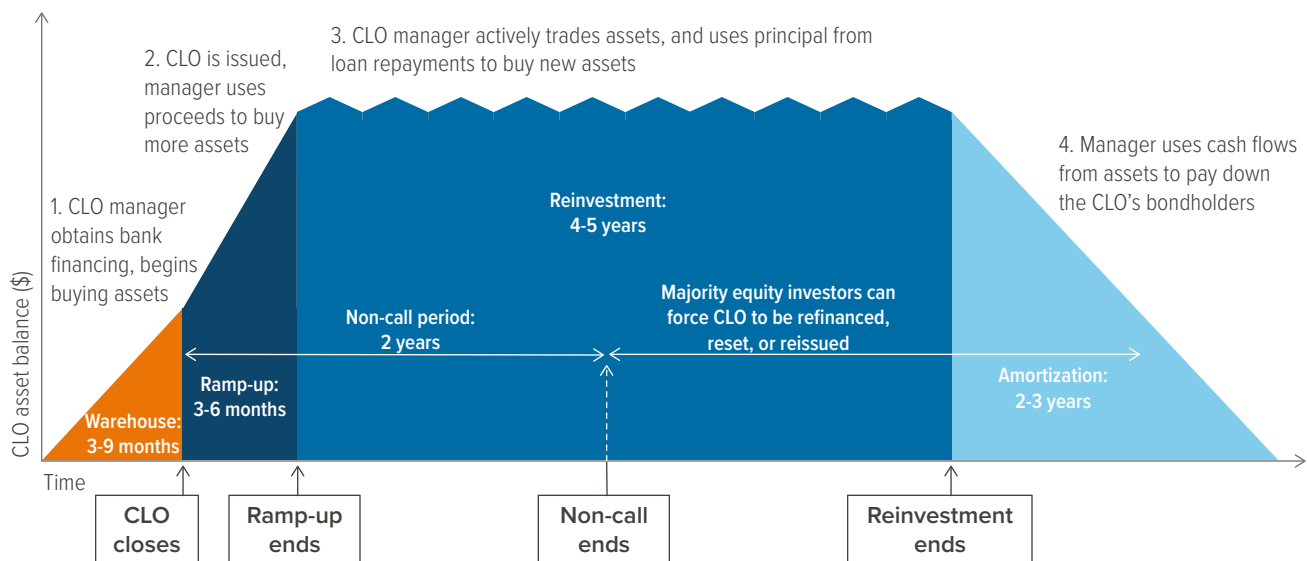 3. CLO manager actively trades assets, and uses principal from
loan repayments to buy new assets
2. CLO is issued,
manager uses
proceeds to buy
more assets
4. Manager uses cash flows
from assets to pay down
the CLO’s bondholders
1. CLO manager
obtains bank
financing, begins
buying assets
Reinvestment:
4-5 years
Majority equity investors can
force CLO to be refinanced,
reset, or reissued
Non-call period:
2 years
Ramp-up:
3-6 months
Amortization:
2-3 years
Warehouse:
3-9 months
CLO asset balance ($)
Time
CLO
closes
Ramp-up
ends
Non-call
ends
Reinvestment
ends